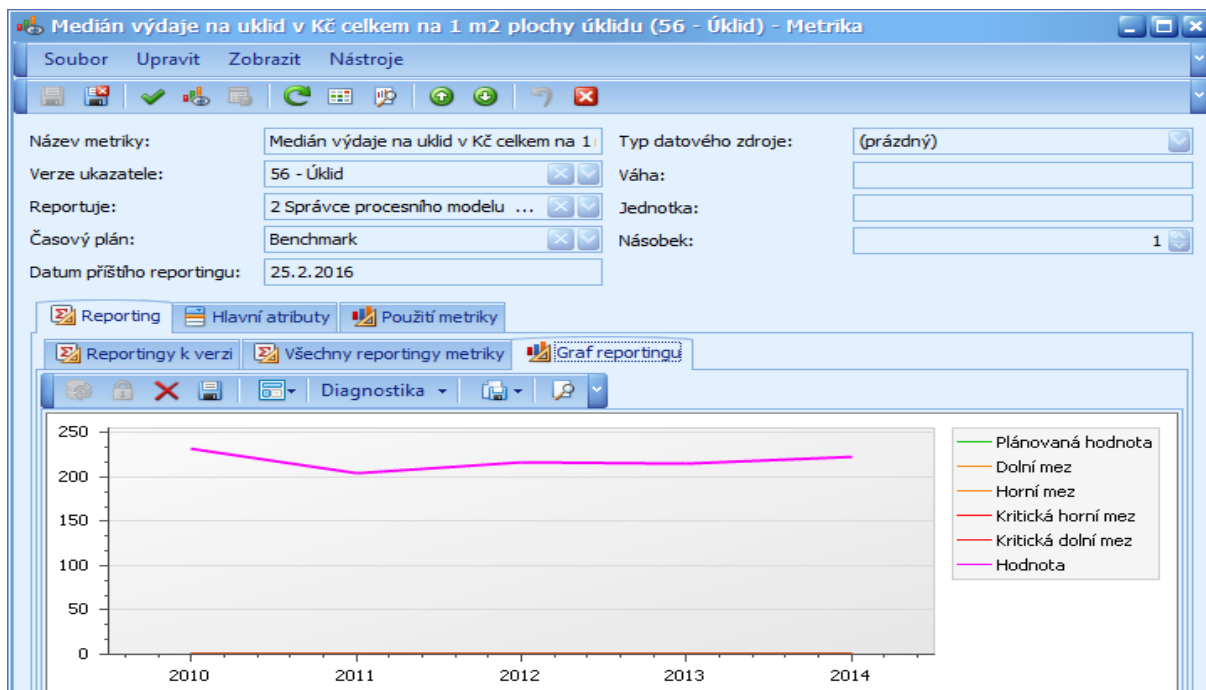 Medián výdaje na uklid v Kč celkem na 1 m2 plochy úklidu (56 - Úklid) - Metrika
Soubor Upravit Zobrazit Nástroje
Název metriky: Medián výdaje na uklid v Kč celkem na 1 Typ datového zdroje: (prázdný)
Verze ukazatele: 56 - Úklid Váha:
Reportuje: 2 Správce procesního modelu ... Jednotka:
Časový plán: Benchmark Násobek: 1
Datum příštího reportingu: 25.2.2016
Reporting Hlavní atributy Použití metriky
Reportingy k verzi Všechny reportingy metriky Graf reportingu
Diagnostika
250
200
150
100
50
0
2010 2011 2012 2013 2014
Plánovaná hodnota
Dolní mez
Horní mez
Kritická horní mez
Kritická dolní mez
Hodnota